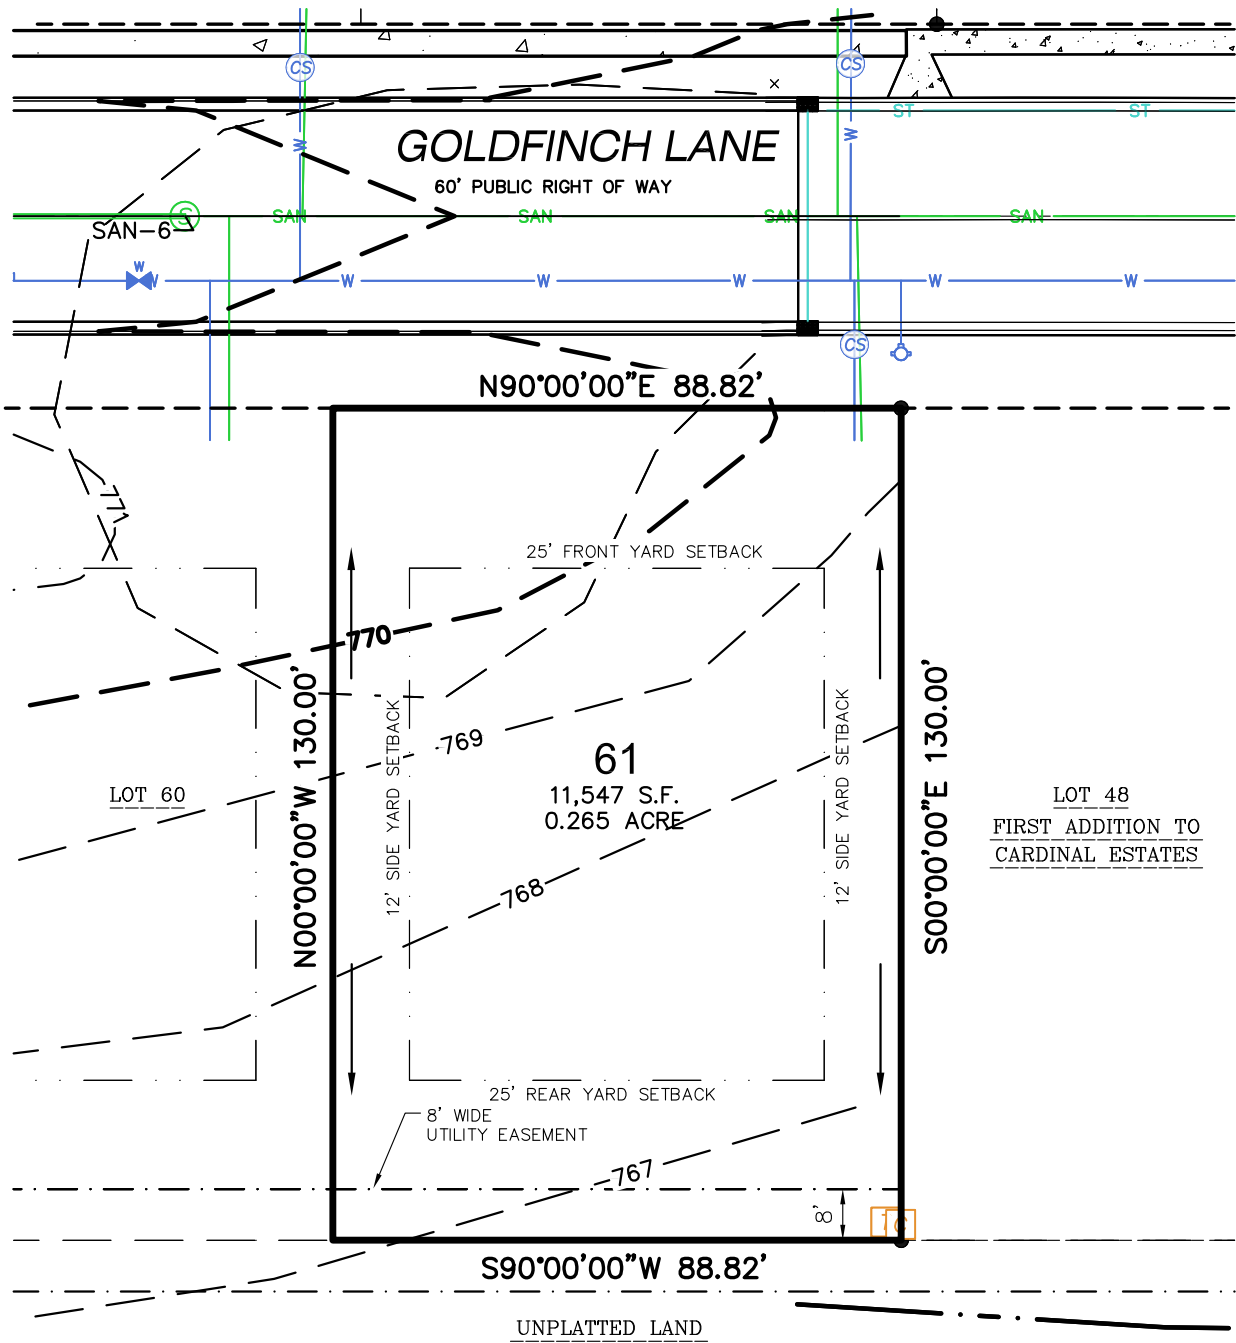 CS
CS
ST
ST
W
W
GOLDFINCH LANE
60' PUBLIC RIGHT OF WAY
S
SAN
SAN
SAN
SAN
SAN-6
W
W
W
W
W
W
W
CS
N90°00'00"E 88.82'
771
25' FRONT YARD SETBACK
770
N00°00'00"W 130.00'
S00°00'00"E 130.00'
12' SIDE YARD SETBACK
12' SIDE YARD SETBACK
769
61
11,547 S.F.
0.265 ACRE
LOT 60
LOT 48
FIRST ADDITION TO
CARDINAL ESTATES
768
25' REAR YARD SETBACK
8' WIDE
UTILITY EASEMENT
767
8'
C
S90°00'00"W 88.82'
UNPLATTED LAND